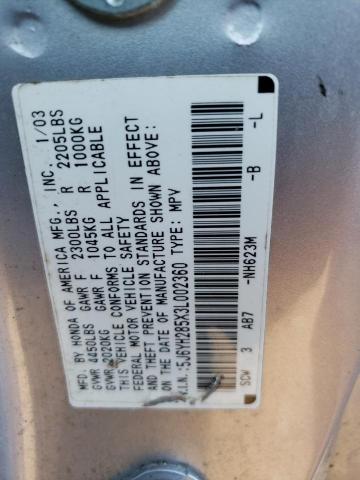 MFD. BY HONDA OF AMERICA MFG., INC. 1/03
GVWR 4450LBS GAWR F 2300LBS R 2205LBS
GVWR 2020KG GAWR F 1045KG R 1000KG
THIS VEHICLE CONFORMS TO ALL APPLICABLE
FEDERAL MOTOR VEHICLE SAFETY
AND THEFT PREVENTION STANDARDS IN EFFECT
ON THE DATE OF MANUFACTURE SHOWN ABOVE:
V.I.N.:5J6YH285X3L002360 TYPE: MPV
-NH623M -B -L
SCW 3 AB7